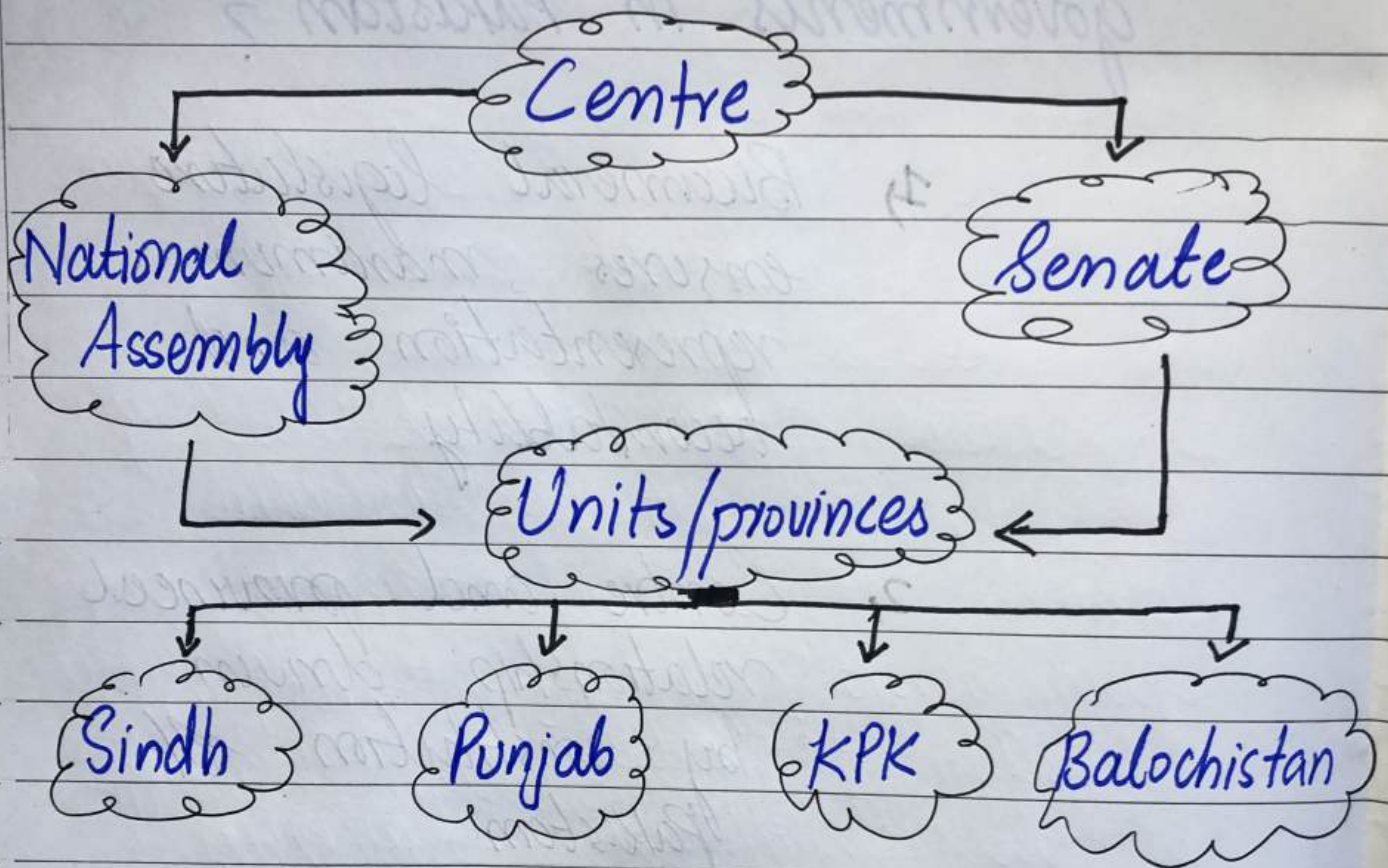 Centre
National
Assembly
Senate
Units/provinces
Sindh
Punjab
KPK
Balochistan